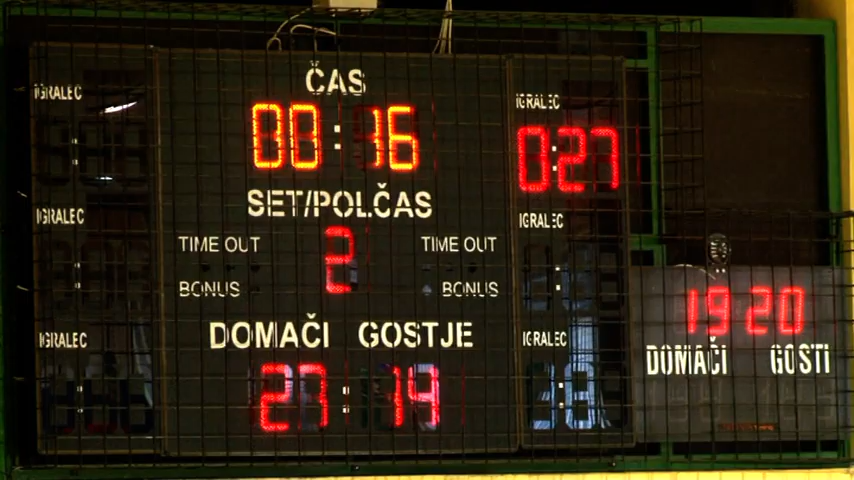 ČAS
IGRALEC
IGRALEC
00:16
0:27
SET/POLČAS
IGRALEC
IGRALEC
TIME OUT
TIME OUT
2
BONUS
BONUS
19 20
DOMAČI GOSTJE
IGRALEC
IGRALEC
DOMAČI GOSTI
27:19